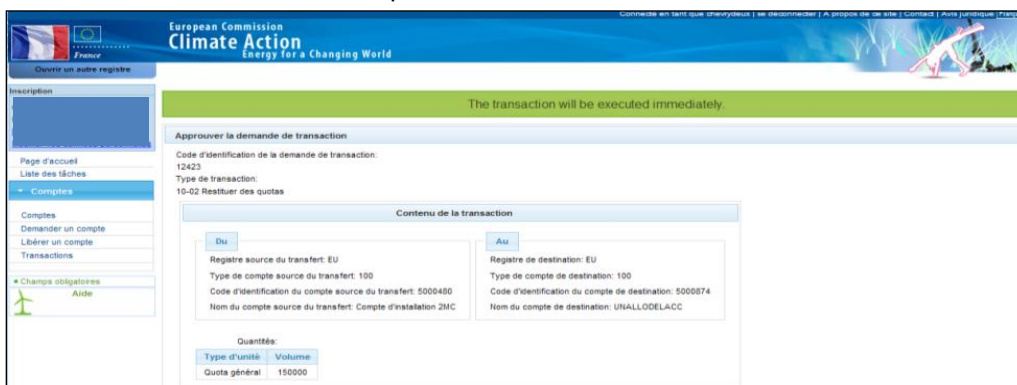 Connecté en tant que chevrydeux | se déconnecter | A propos de ce site | Contact | Avis juridique |Franç
European Commission
Climate Action
Energy for a Changing World
France
Ouvrir un autre registre
Inscription
The transaction will be executed immediately.
Approuver la demande de transaction
Code d'identification de la demande de transaction:
12423
Type de transaction:
10-02 Restituer des quotas
Page d'accueil
Liste des tâches
Comptes
Comptes
Demander un compte
Libérer un compte
Transactions
Champs obligatoires
Aide
Contenu de la transaction
Du
Registre source du transfert: EU
Type de compte source du transfert: 100
Code d'identification du compte source du transfert: 5000480
Nom du compte source du transfert: Compte d'installation 2MC
Au
Registre de destination: EU
Type de compte de destination: 100
Code d'identification du compte de destination: 5000874
Nom du compte de destination: UNALLODELACC
Quantités:
Type d'unité Volume
Quota général 150000